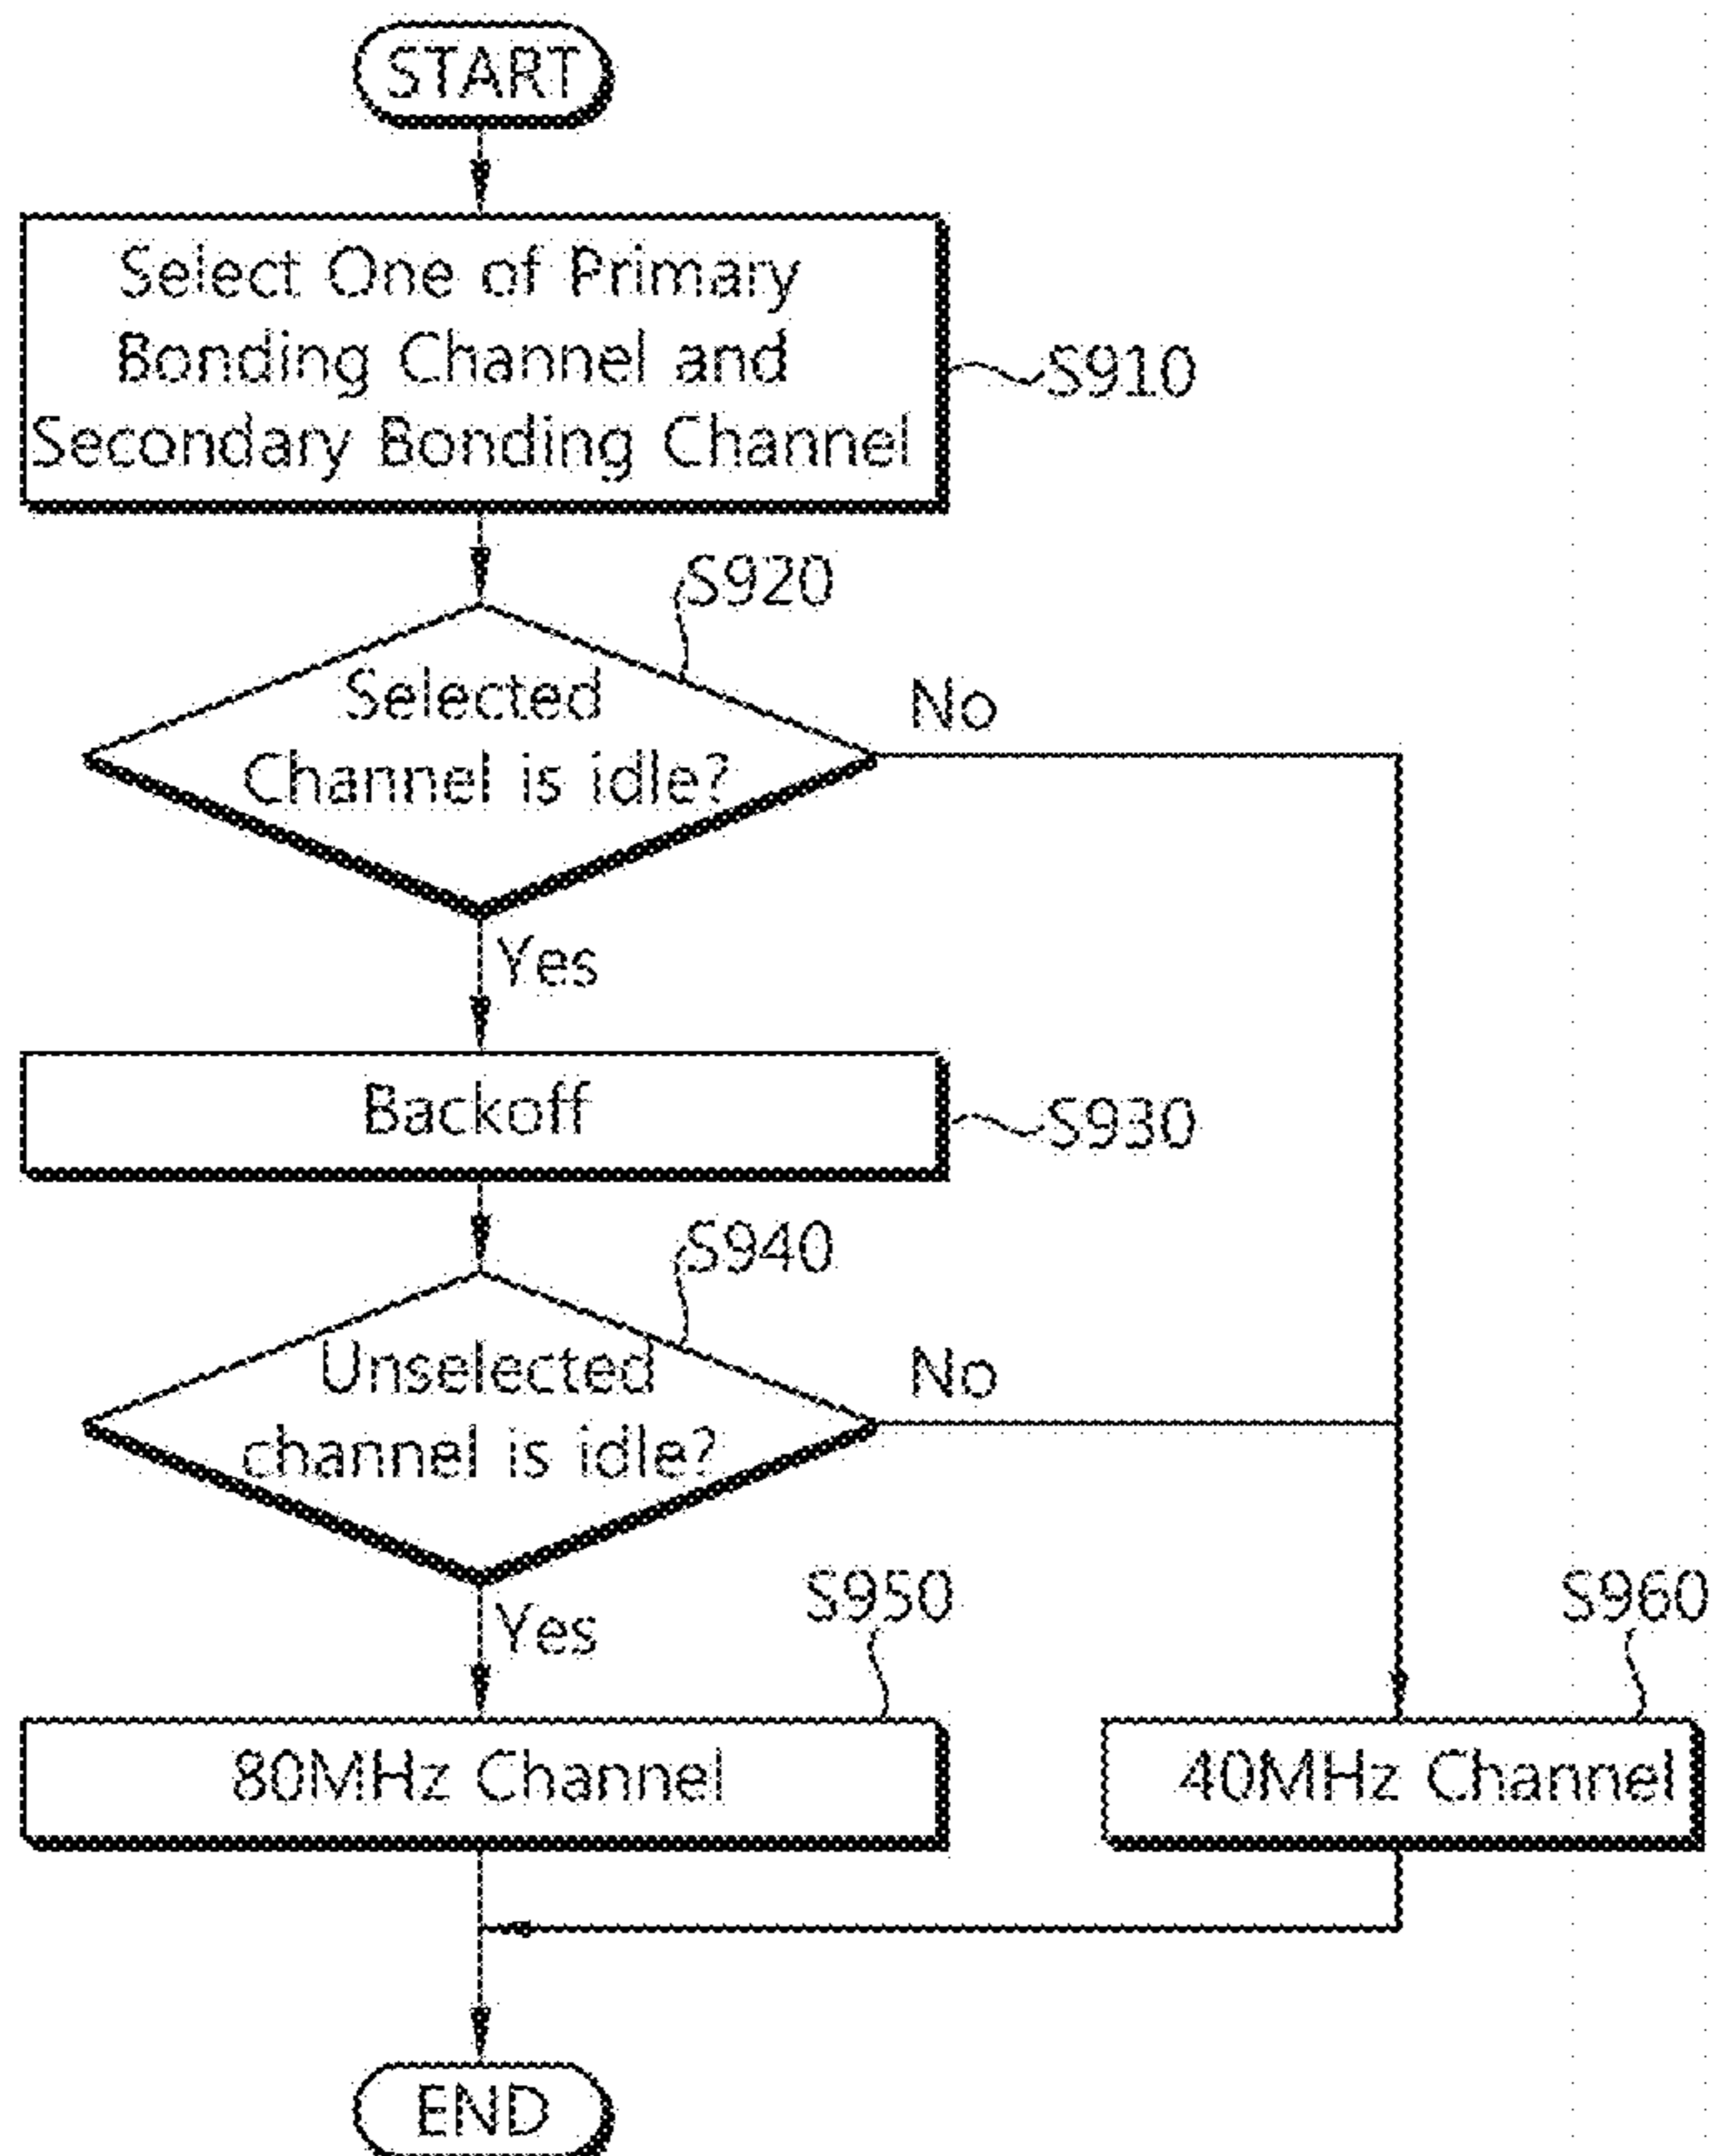 START
Select One of Primary
Bonding Channel and
Secondary Bonding Channel
S910
S920
Selected
Channel is idle?
No
Yes
Backoff
S930
S940
Unselected
channel is idle?
No
Yes
S950
S960
80MHz Channel
40MHz Channel
END